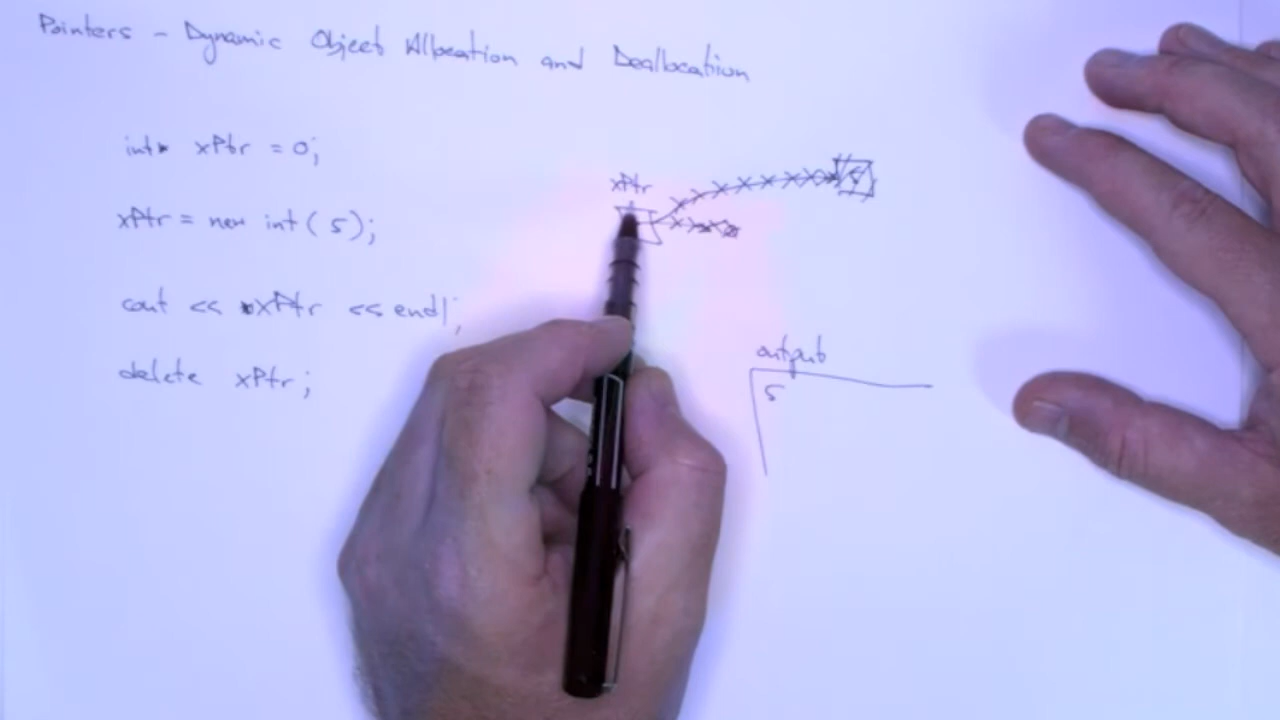 Pointers - Dynamic Object Allocation and Deallocation
int* xPtr = 0;
xPtr = new int(5);
cout << *xPtr << endl;
delete xPtr;
xPtr
5
output
5